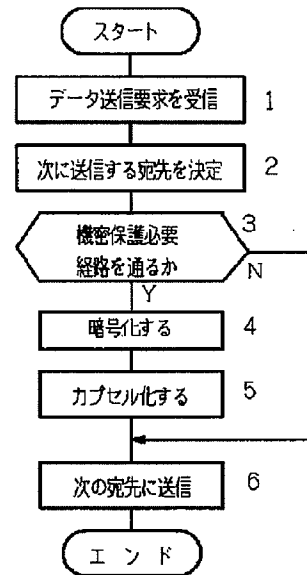 スタート
データ送信要求を受信 1
次に送信する宛先を決定 2
機密保護必要 3
経路を通るか
N
Y
暗号化する 4
カプセル化する 5
次の宛先に送信 6
エンド